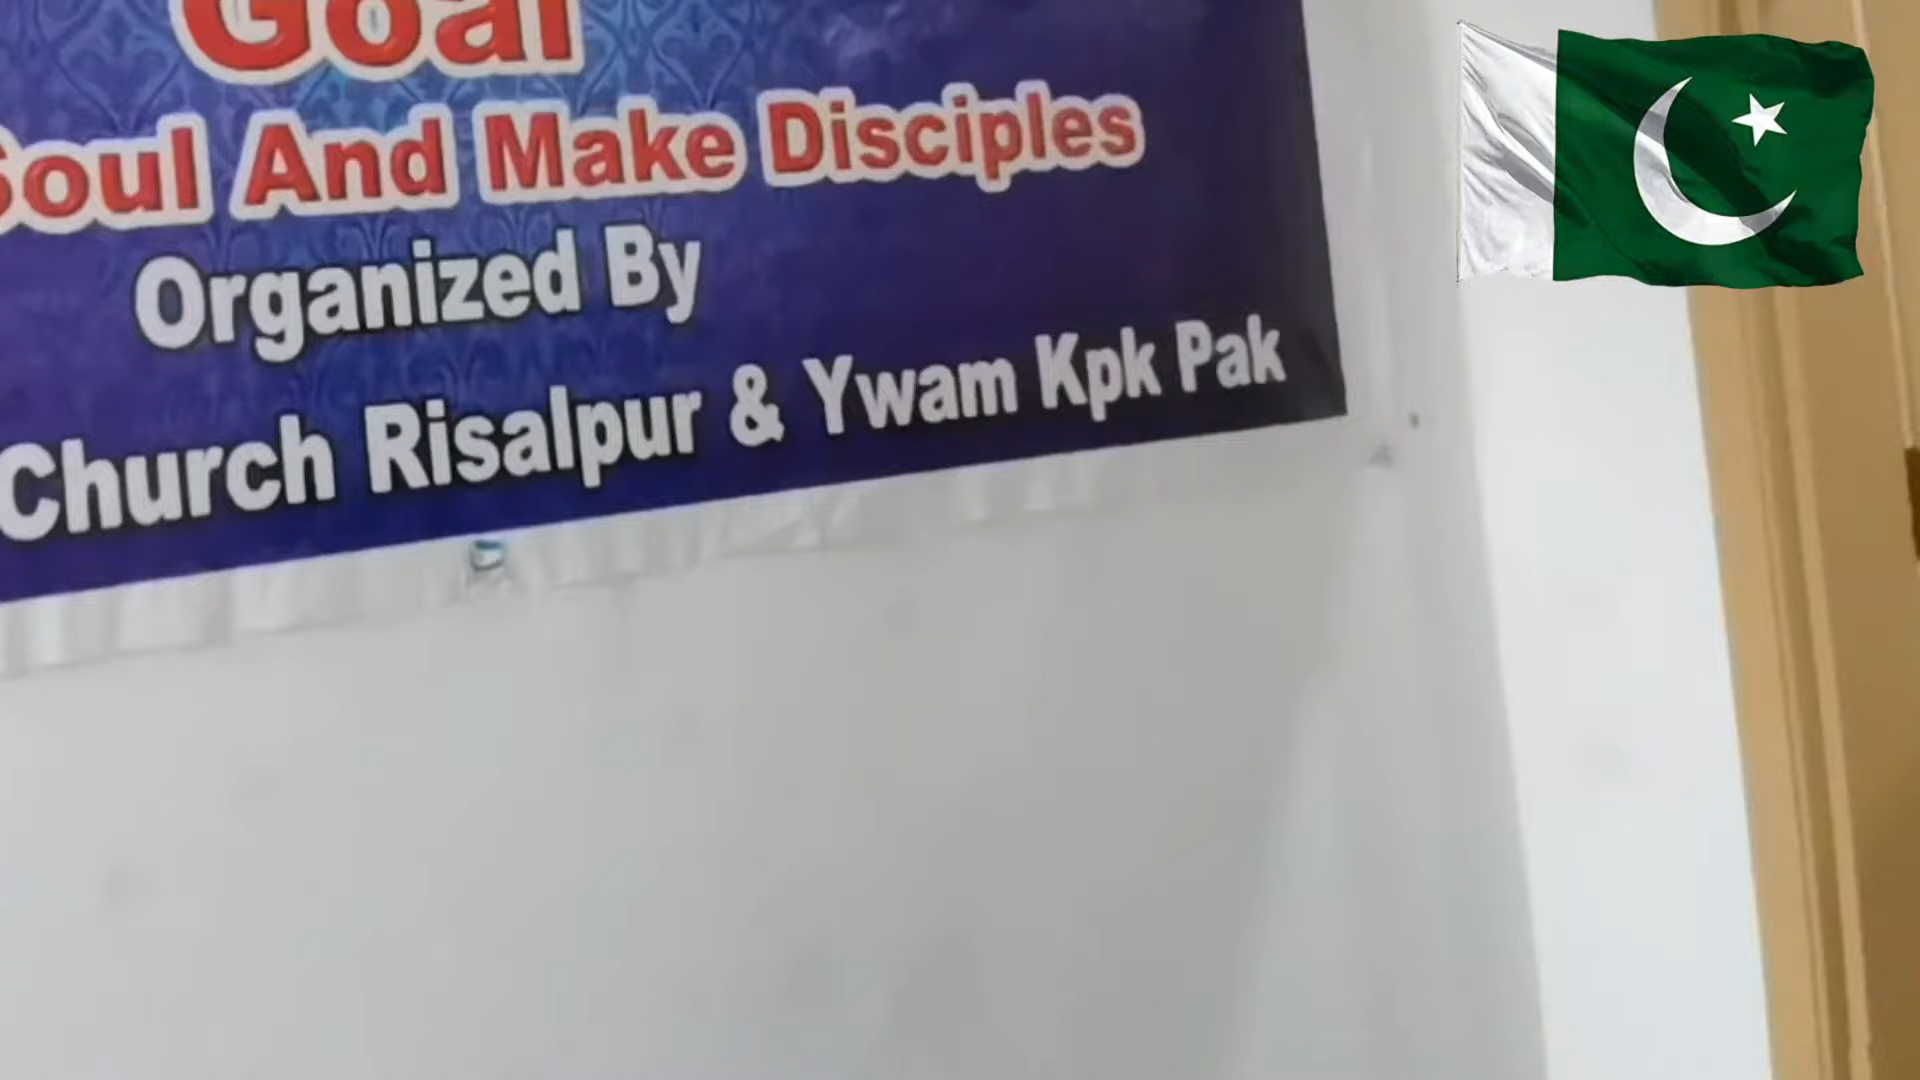 Goal
Soul And Make Disciples
Organized By
Church Risalpur & Ywam Kpk Pak